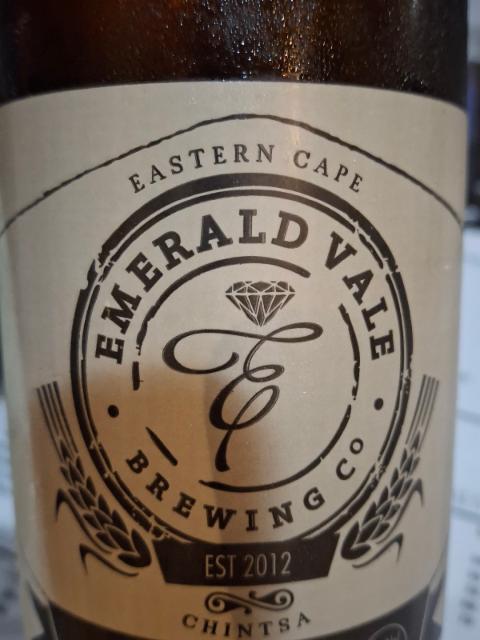 EASTERN CAPE
EMERALD VALE
E
BREWING Co
EST 2012
CHINTSA